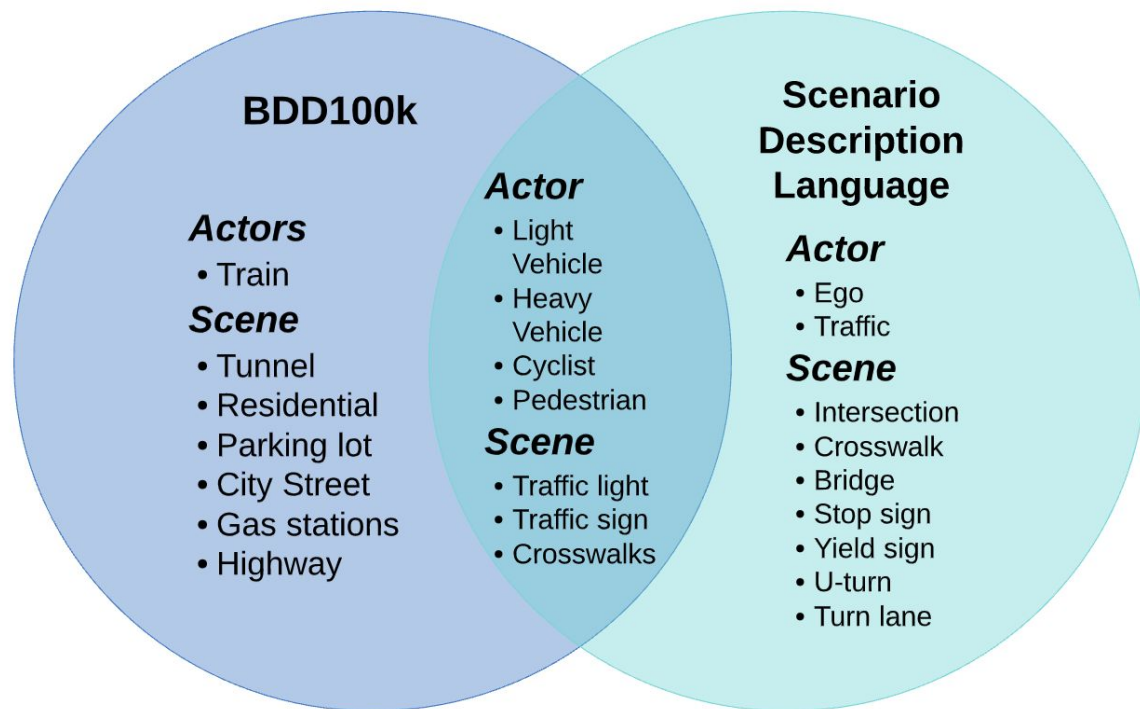 BDD100k
Actors
• Train
Scene
• Tunnel
• Residential
• Parking lot
• City Street
• Gas stations
• Highway
Actor
• Light
Vehicle
• Heavy
Vehicle
• Cyclist
• Pedestrian
Scene
• Traffic light
• Traffic sign
• Crosswalks
Scenario
Description
Language
Actor
• Ego
• Traffic
Scene
• Intersection
• Crosswalk
• Bridge
• Stop sign
• Yield sign
• U-turn
• Turn lane